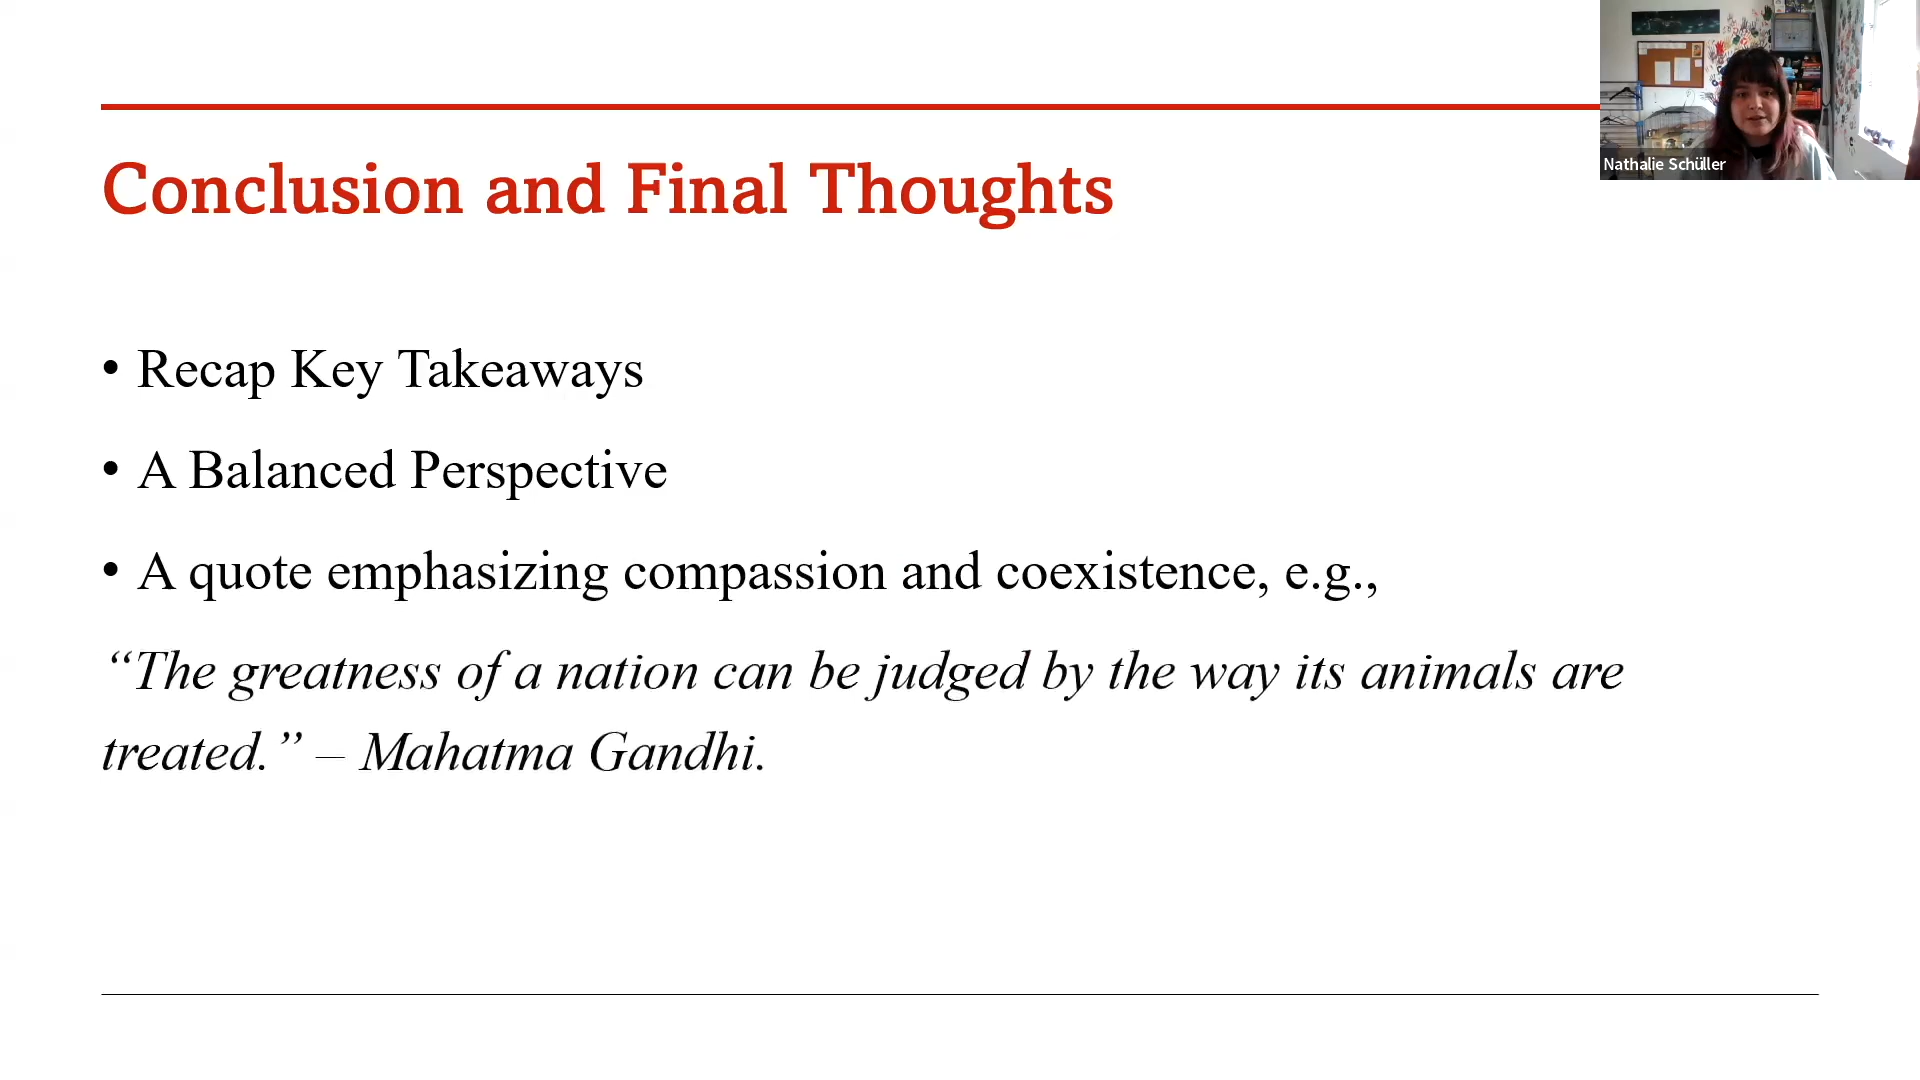 Conclusion and Final Thoughts
Nathalie Schüller
• Recap Key Takeaways
• A Balanced Perspective
• A quote emphasizing compassion and coexistence, e.g.,
“The greatness of a nation can be judged by the way its animals are
treated.” – Mahatma Gandhi.